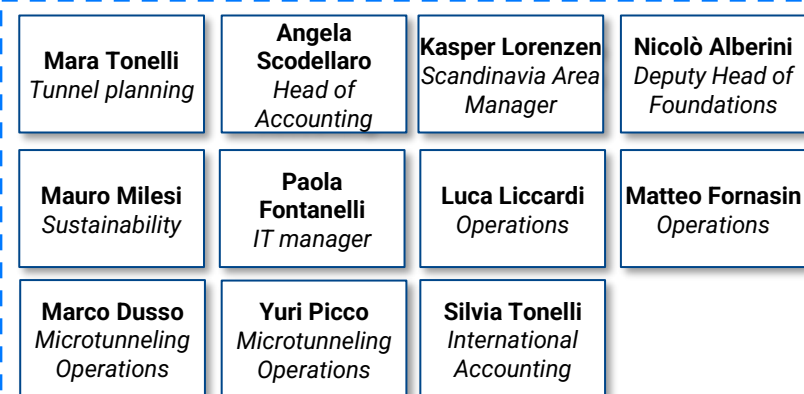 Mara Tonelli
Tunnel planning
Angela
Scodellaro
Head of
Accounting
Kasper Lorenzen
Scandinavia Area
Manager
Nicolò Alberini
Deputy Head of
Foundations
Mauro Milesi
Sustainability
Paola
Fontanelli
IT manager
Luca Liccardi
Operations
Matteo Fornasin
Operations
Marco Dusso
Microtunneling
Operations
Yuri Picco
Microtunneling
Operations
Silvia Tonelli
International
Accounting